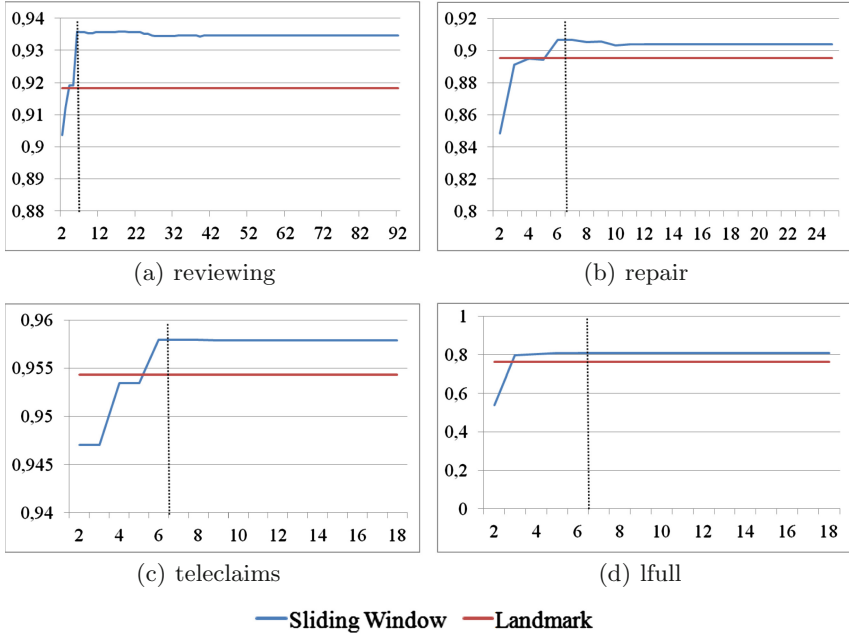 0,94
0,93
0,92
0,91
0,9
0,89
0,88
2 12 22 32 42 52 62 72 82 92
(a) reviewing
0,92
0,9
0,88
0,86
0,84
0,82
0,8
2 4 6 8 10 12 14 16 18 20 22 24
(b) repair
0,96
0,955
0,95
0,945
0,94
2 4 6 8 10 12 14 16 18
(c) teleclaims
1
0,8
0,6
0,4
0,2
0
2 4 6 8 10 12 14 16 18
(d) lfull
Sliding Window Landmark